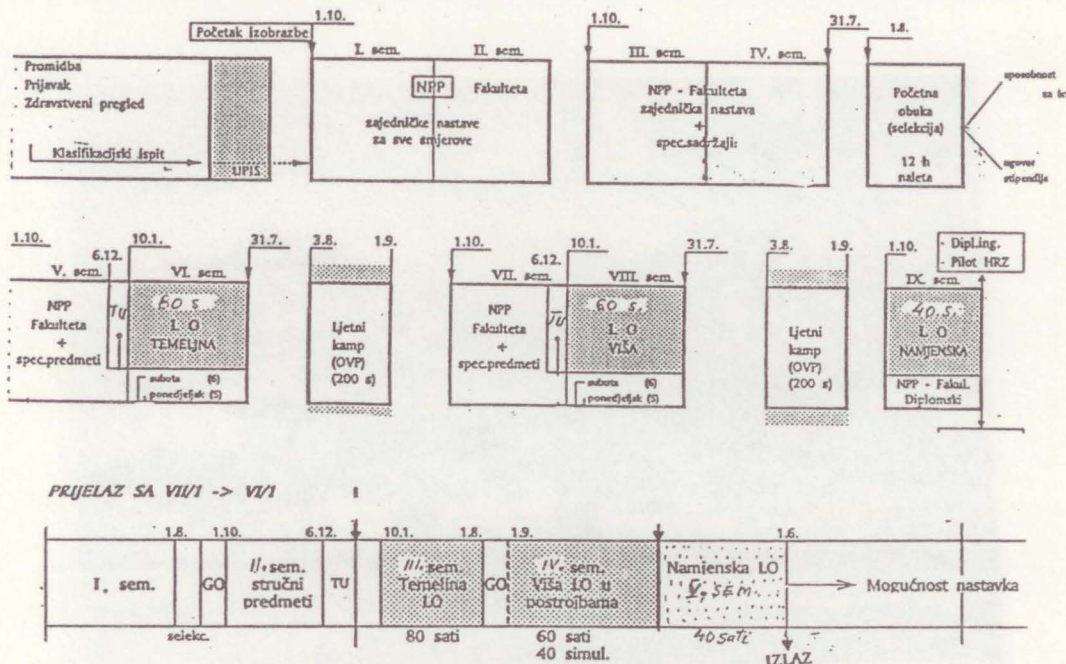 1.10.
Početak Izobrazbe
. Promidba
. Prijavak
. Zdravstveni pregled
Klasifikacijski ispit
UPIS
I. sem.
II. sem.
NPP
Fakulteta
zajedničke nastave
za sve smjerove
1.10.
31.7.
III. sem.
IV. sem.
NPP - Fakulteta
zajednička nastava
+
spec.sadržaji:
1.8.
Početna
obuka
(selekcija)
12 h
naleta
sposobnost
ugovor
stipendije
1.10.
6.12.
10.1.
31.7.
V. sem.
VI. sem.
NPP
Fakulteta
+
spec.predmeti
TU
80 s.
L O
TEMELJNA
subota (6)
ponedjeljak (5)
3.8.
1.9.
Ljetni
kamp
(OVP)
(200 s)
1.10.
6.12.
10.1.
31.7.
VII. sem.
VIII. sem.
NPP
Fakulteta
+
spec.predmeti
TU
60 s.
L O
VIŠA
subota (6)
ponedjeljak (5)
3.8.
1.9.
Ljetni
kamp
(OVP)
(200 s)
1.10.
- Dipl.ing.
- Pilot HRZ
IX. sem.
40 s.
L O
NAMJENSKA
NPP - Fakul.
Diplomski
PRIJELAZ SA VII/1 -> VI/1
1.8.
1.10.
6.12.
10.1.
1.8.
1.9.
1.6.
I. sem.
GO
II. sem.
stručni
predmeti
TU
III. sem.
Temeljna
LO
GO
IV. sem.
Viša LO u
postrojbama
Namjenska LO
V. SEM.
Mogućnost nastavka
selekc.
80 sati
60 sati
40 simul.
40 sati
IZLAZ